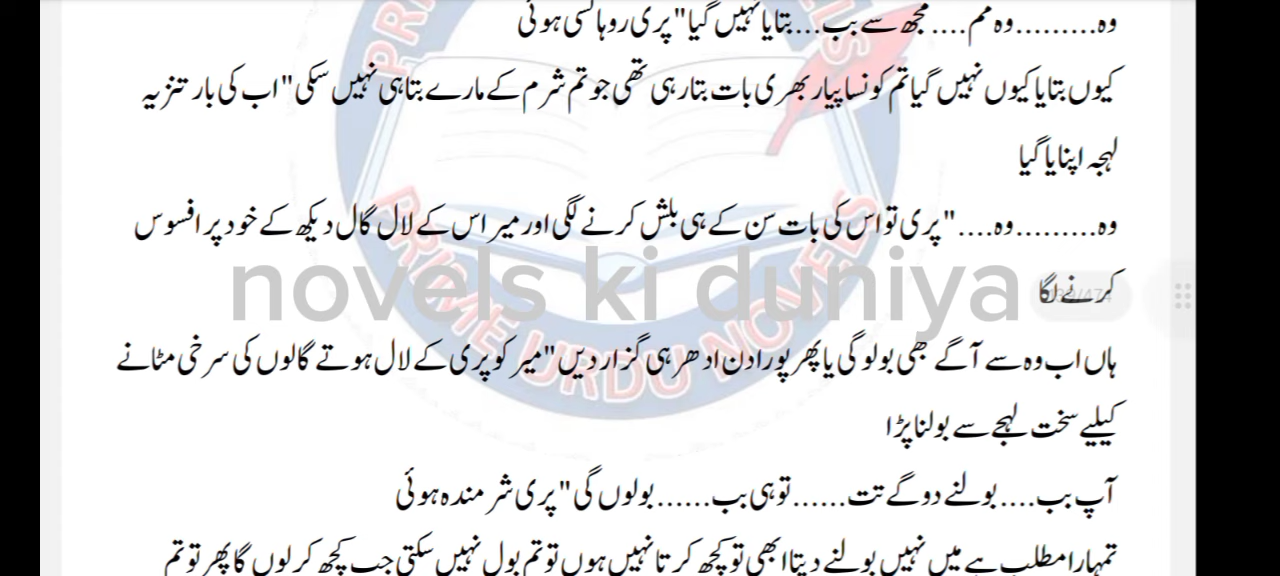 وہ.........وہ مم.... مجھ سے بب...بتایا نہیں گیا" پری روہانسی ہوئی
کیوں بتایا کیوں نہیں گیا تم کونسا پیار بھری بات بتا رہی تھی جو تم شرم کے مارے بتا ہی نہیں سکی" اب کی بار تنزیہ
لہجہ اپنایا گیا
وہ.........وہ...." پری تو اس کی بات سن کے ہی بلش کرنے لگی اور میر اس کے لال گال دیکھ کے خود پر افسوس
کرنے لگا
novels ki duniya
ہاں اب وہ سے آگے بھی بولو گی یا پھر پورا دن ادھر ہی گزار دیں" میر کو پری کے لال ہوتے گالوں کی سرخی مٹانے
کیلیے سخت لہجے سے بولنا پڑا
PRIME URDU NOVELS
آپ بب.... بولنے دو گے تت...... تو ہی بب...... بولوں گی" پری شرمندہ ہوئی
تمہارا مطلب ہے میں نہیں بولنے دیتا ابھی تو کچھ کرتا نہیں ہوں تو تم بول نہیں سکتی جب کچھ کر لوں گا پھر تو تم